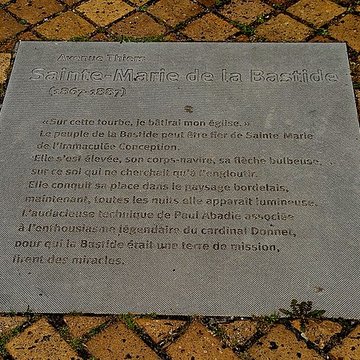 Avenue Thiers
Sainte-Marie de la Bastide
(1867-1887)
«Sur cette tourbe, je bâtirai mon église.»
Le peuple de la Bastide peut être fier de Sainte-Marie
de l'Immaculée Conception.
Elle s'est élevée, son corps-navire, sa flèche bulbeuse,
sur ce sol qui ne cherchait qu'à l'engloutir.
Elle conquit sa place dans le paysage bordelais,
maintenant, toutes les nuits elle apparait lumineuse.
L'audacieuse technique de Paul Abadie associée
à l'enthousiasme légendaire du cardinal Donnet,
pour qui la Bastide était une terre de mission,
firent des miracles.